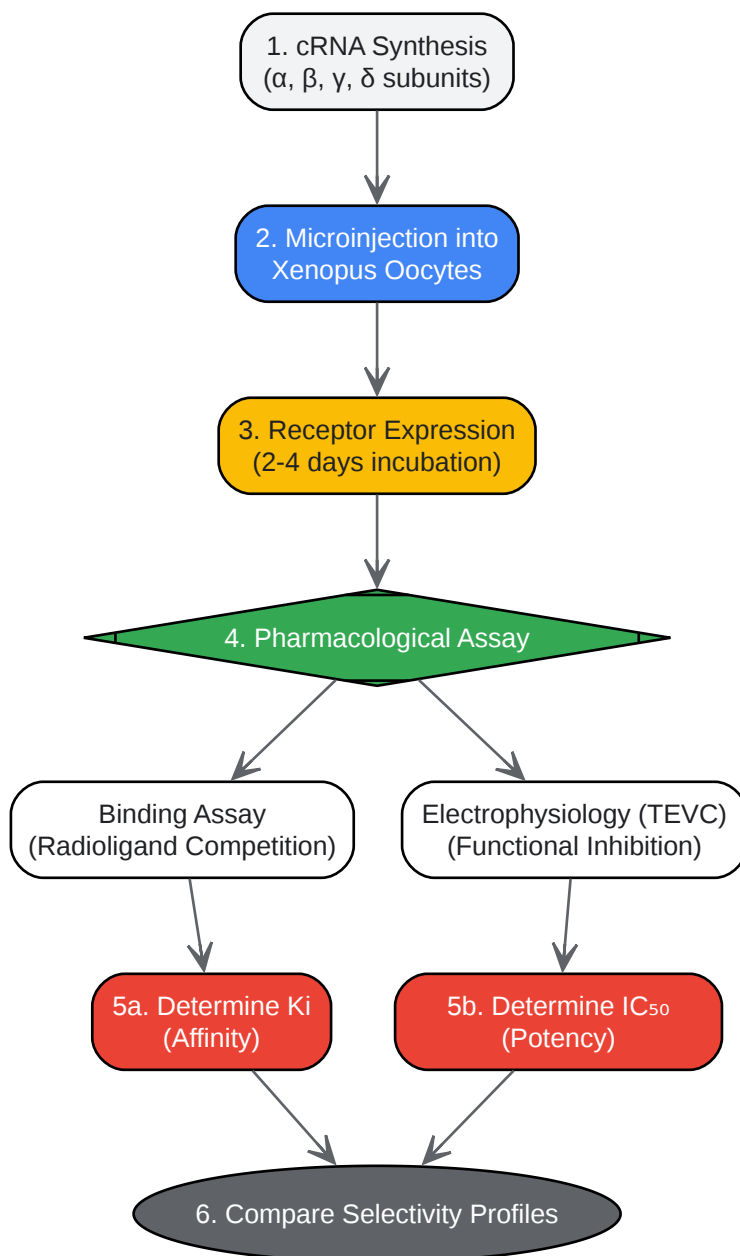 1. cRNA Synthesis
(α, β, γ, δ subunits)
2. Microinjection into
Xenopus Oocytes
3. Receptor Expression
(2-4 days incubation)
4. Pharmacological Assay
Binding Assay
(Radioligand Competition)
Electrophysiology (TEVC)
(Functional Inhibition)
5a. Determine Ki
(Affinity)
5b. Determine IC₅₀
(Potency)
6. Compare Selectivity Profiles